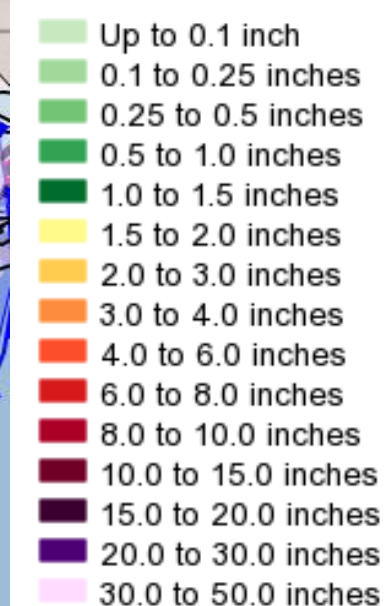 Up to 0.1 inch
0.1 to 0.25 inches
0.25 to 0.5 inches
0.5 to 1.0 inches
1.0 to 1.5 inches
1.5 to 2.0 inches
2.0 to 3.0 inches
3.0 to 4.0 inches
4.0 to 6.0 inches
6.0 to 8.0 inches
8.0 to 10.0 inches
10.0 to 15.0 inches
15.0 to 20.0 inches
20.0 to 30.0 inches
30.0 to 50.0 inches